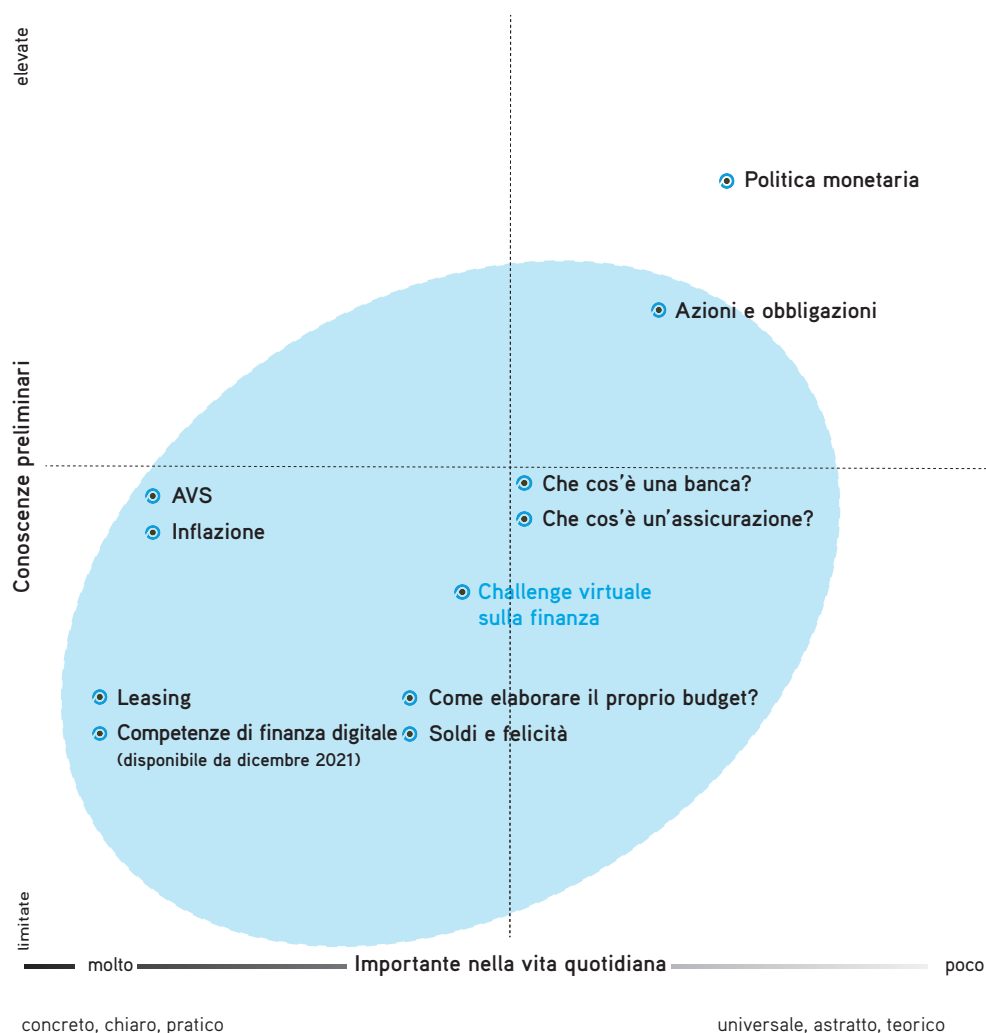 elevate
Politica monetaria
Azioni e obbligazioni
Conoscenze preliminari
AVS
Inflazione
Che cos'è una banca?
Che cos'è un'assicurazione?
Challenge virtuale
sulla finanza
Leasing
Come elaborare il proprio budget?
Competenze di finanza digitale
Soldi e felicità
(disponibile da dicembre 2021)
limitate
molto
Importante nella vita quotidiana
poco
concreto, chiaro, pratico
universale, astratto, teorico